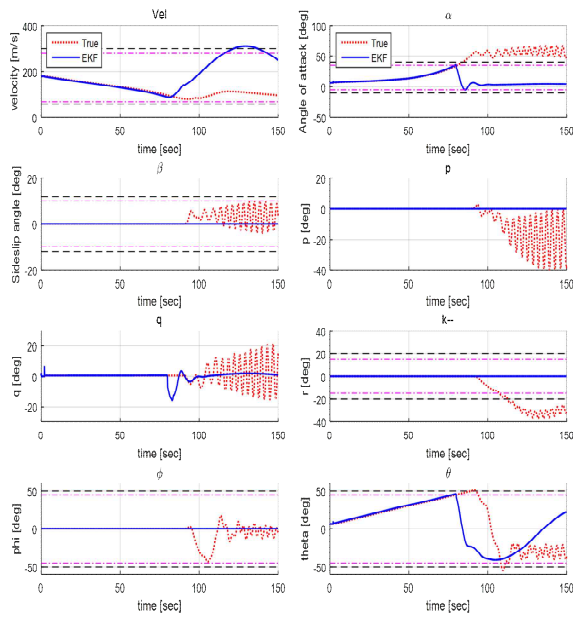 Vel
α
400
200
0
velocity [m/s]
True
EKF
0 50 100 150
time [sec]
100
50
0
-50
Angle of attack [deg]
True
EKF
0 50 100 150
time [sec]
β
p
20
0
-20
Sideslip angle [deg]
0 50 100 150
time [sec]
20
0
-20
-40
p [deg]
0 50 100 150
time [sec]
q
k--
20
0
-20
q [deg]
0 50 100 150
time [sec]
40
20
0
-20
-40
r [deg]
0 50 100 150
time [sec]
ϕ
θ
50
0
-50
phi [deg]
0 50 100 150
time [sec]
50
0
-50
theta [deg]
0 50 100 150
time [sec]